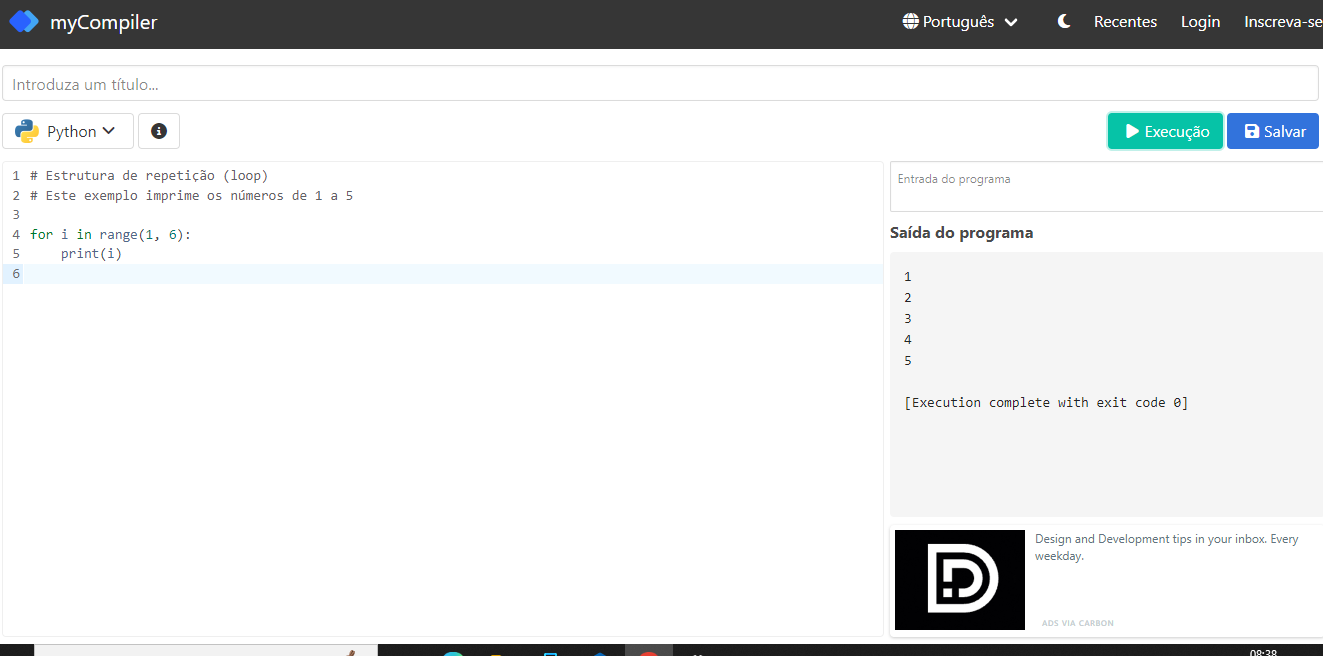 myCompiler
Português
Recentes
Login
Inscreva-se
Introduza um título...
Python
Execução
Salvar
1 # Estrutura de repetição (loop)
2 # Este exemplo imprime os números de 1 a 5
3
4 for i in range(1, 6):
5     print(i)
6
Entrada do programa
Saída do programa
1
2
3
4
5
[Execution complete with exit code 0]
Design and Development tips in your inbox. Every
weekday.
ADS VIA CARBON
08:38